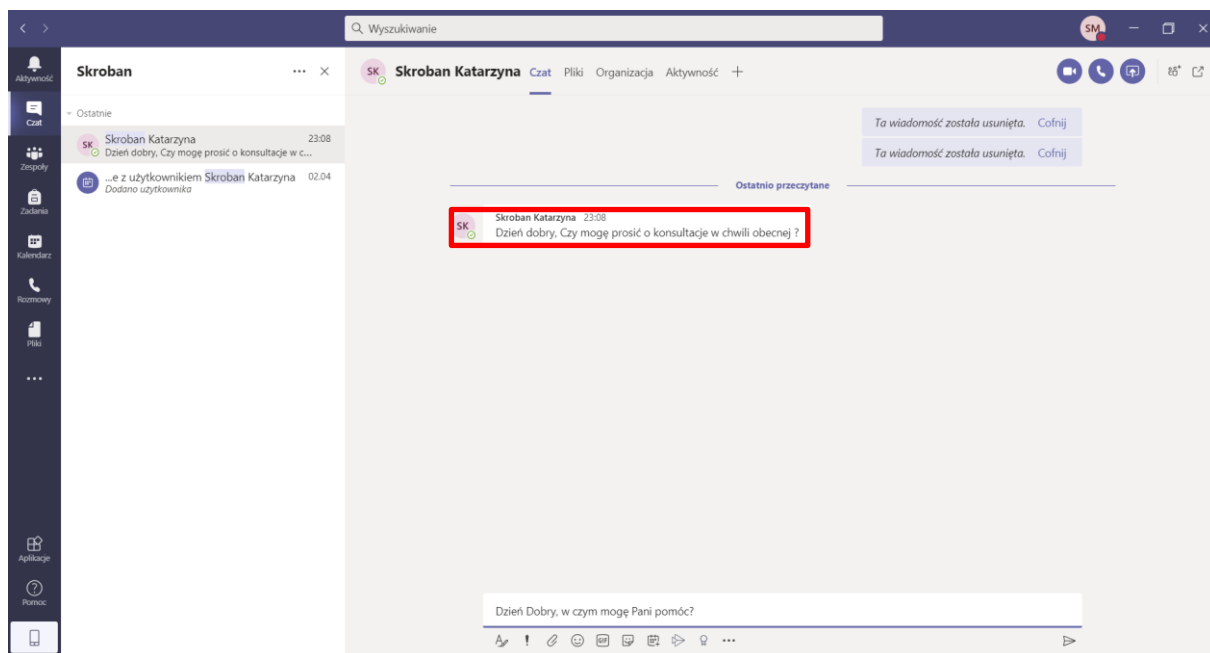 Wyszukiwanie
SM
Aktywność
Czat
Zespoły
Zadania
Kalendarz
Rozmowy
Pliki
Aplikacje
Pomoc
Skroban
Ostatnie
SK
Skroban Katarzyna 23:08
Dzień dobry, Czy mogę prosić o konsultacje w c...
...e z użytkownikiem Skroban Katarzyna 02.04
Dodano użytkownika
SK Skroban Katarzyna Czat Pliki Organizacja Aktywność
Ta wiadomość została usunięta. Cofnij
Ta wiadomość została usunięta. Cofnij
Ostatnio przeczytane
SK
Skroban Katarzyna 23:08
Dzień dobry, Czy mogę prosić o konsultacje w chwili obecnej ?
Dzień Dobry, w czym mogę Pani pomóc?
GIF